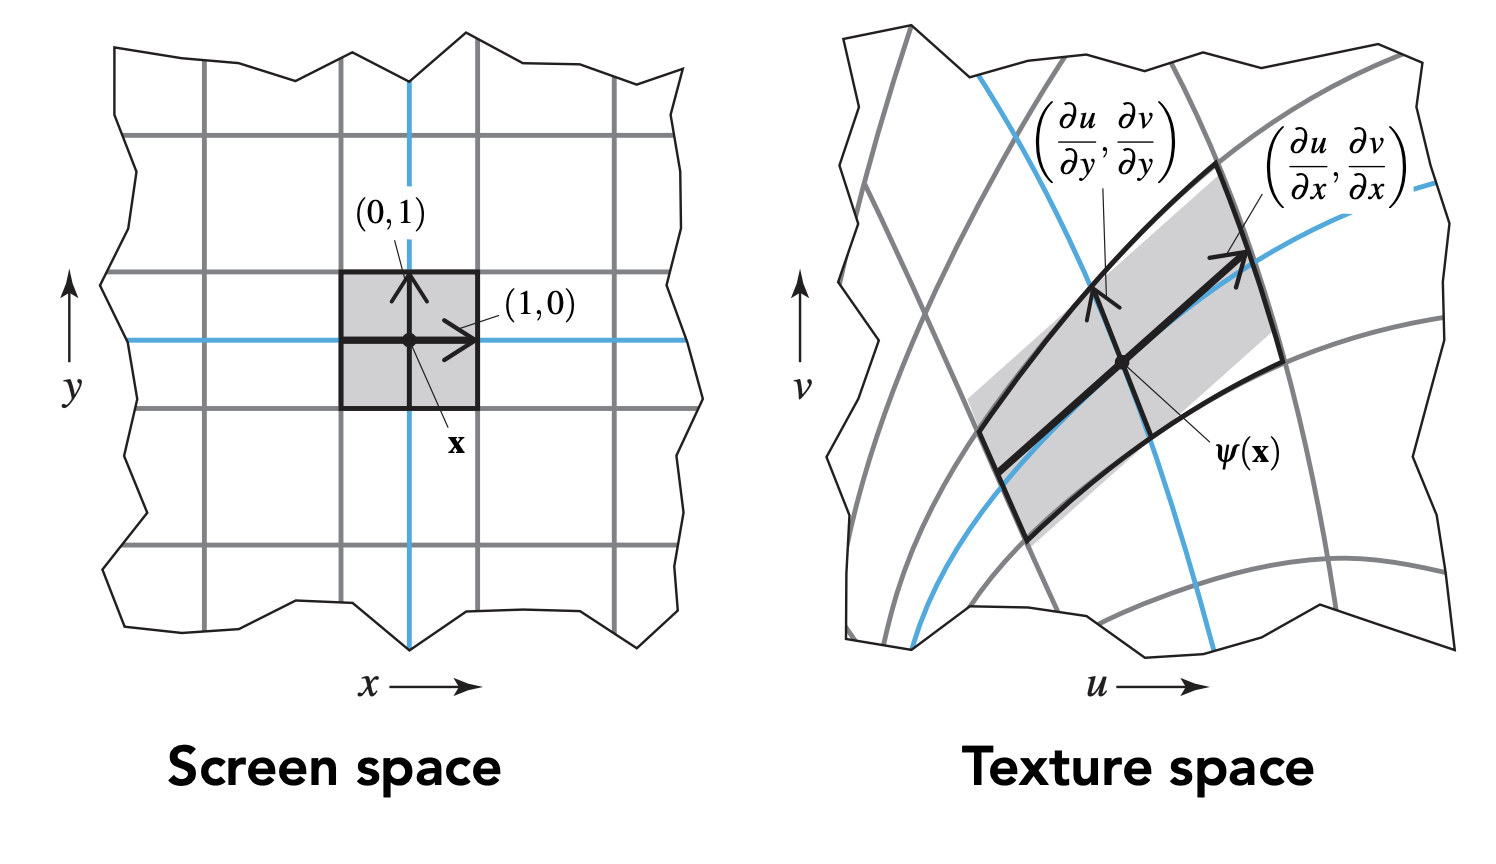 (0, 1)
(1, 0)
y
x
x
Screen space
(∂u/∂y, ∂v/∂y)
(∂u/∂x, ∂v/∂x)
v
ψ(x)
u
Texture space